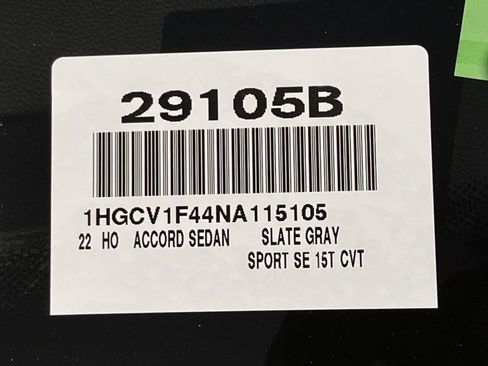 29105B
1HGCV1F44NA115105
22 HO ACCORD SEDAN SLATE GRAY
SPORT SE 15T CVT